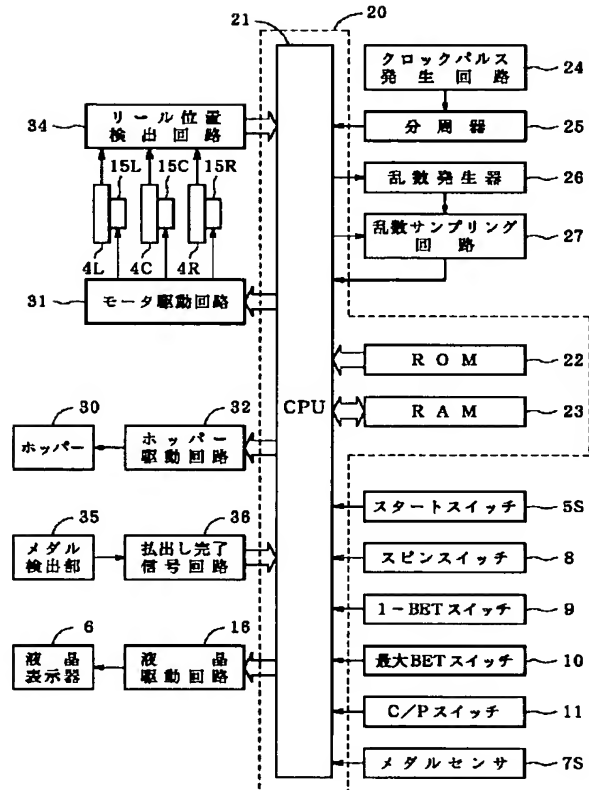 20
21
クロックパルス
発生回路
24
34
リール位置
検出回路
分周器
25
15L
15C
15R
乱数発生器
26
乱数サンプリング
回路
27
4L
4C
4R
31
モータ駆動回路
ROM
22
CPU
RAM
23
30
32
ホッパー
ホッパー
駆動回路
35
36
スタートスイッチ
5S
メダル
検出部
払出し完了
信号回路
スピンスイッチ
8
1-BETスイッチ
9
6
16
液晶
表示器
液晶
駆動回路
最大BETスイッチ
10
C/Pスイッチ
11
メダルセンサ
7S